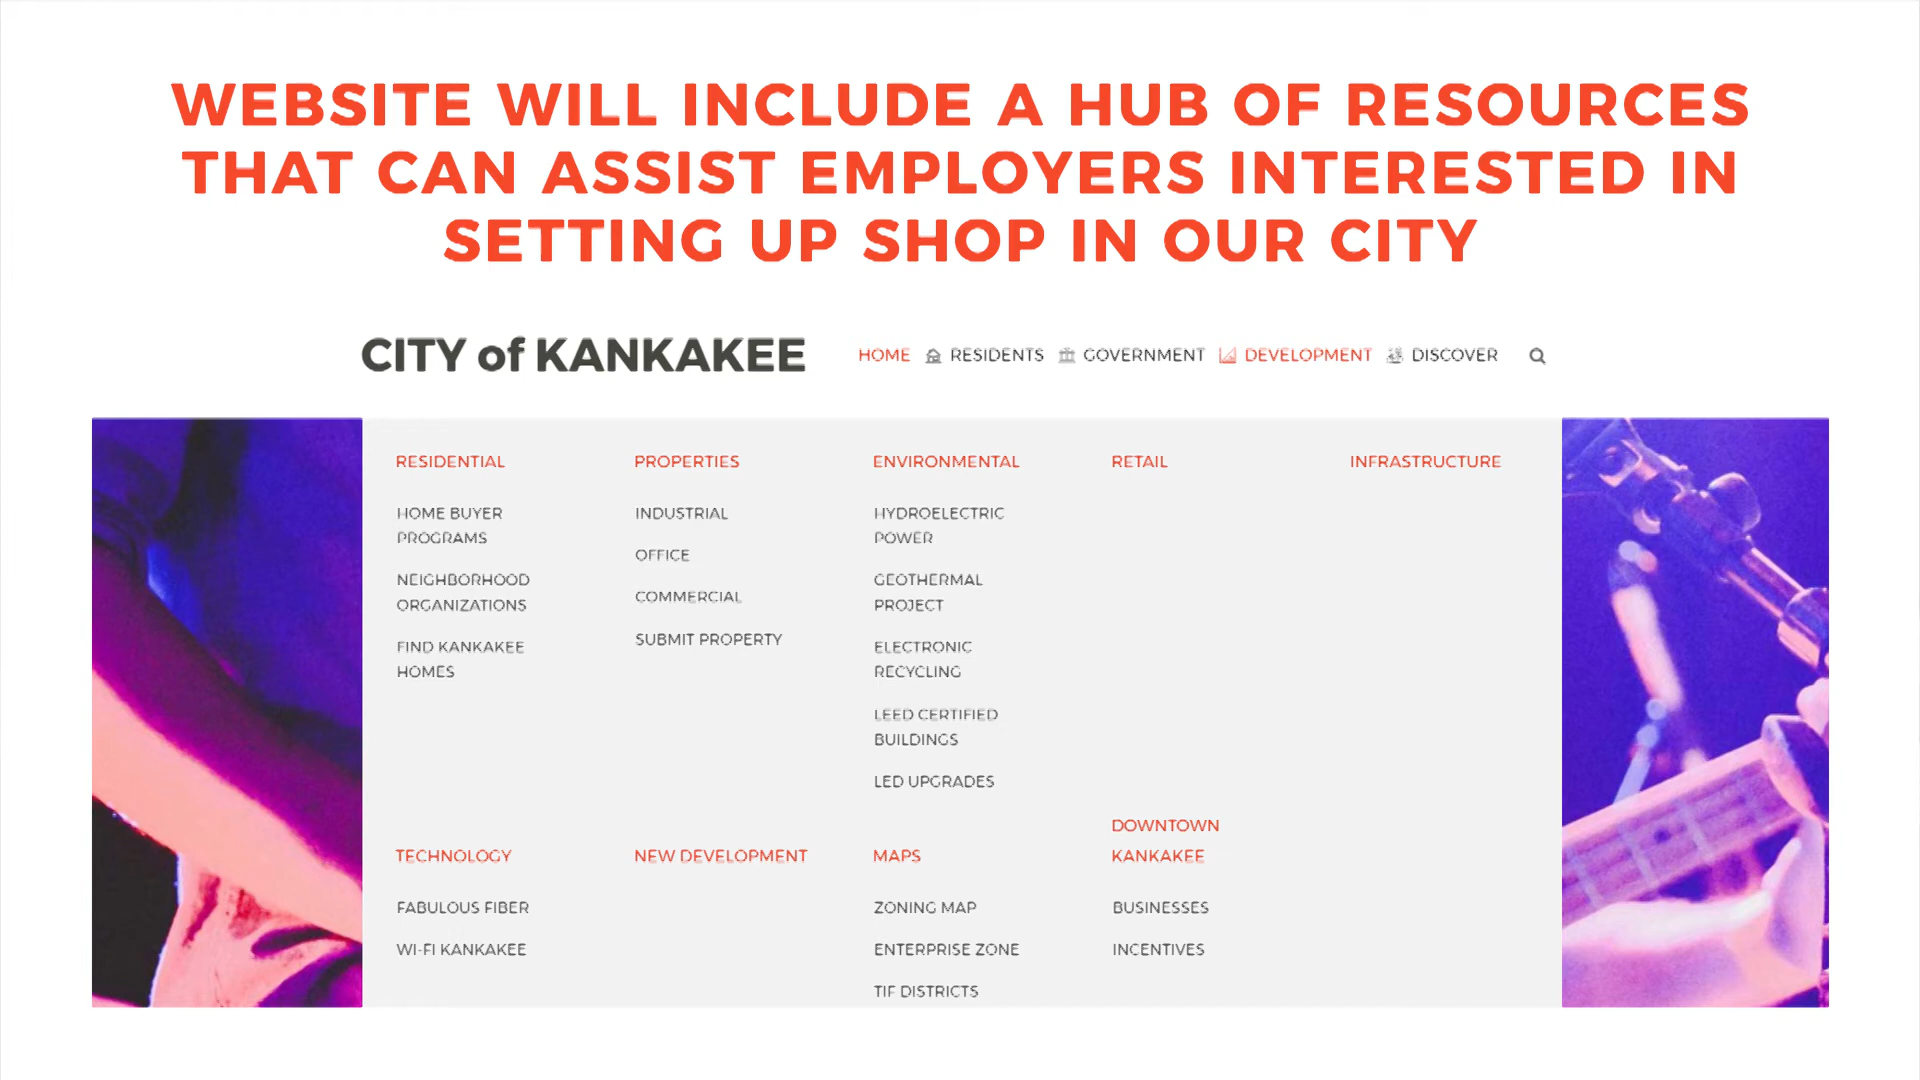 WEBSITE WILL INCLUDE A HUB OF RESOURCES
THAT CAN ASSIST EMPLOYERS INTERESTED IN
SETTING UP SHOP IN OUR CITY
CITY of KANKAKEE
HOME RESIDENTS GOVERNMENT DEVELOPMENT DISCOVER
RESIDENTIAL
HOME BUYER
PROGRAMS
NEIGHBORHOOD
ORGANIZATIONS
FIND KANKAKEE
HOMES
PROPERTIES
INDUSTRIAL
OFFICE
COMMERCIAL
SUBMIT PROPERTY
ENVIRONMENTAL
HYDROELECTRIC
POWER
GEOTHERMAL
PROJECT
ELECTRONIC
RECYCLING
LEED CERTIFIED
BUILDINGS
LED UPGRADES
RETAIL
INFRASTRUCTURE
TECHNOLOGY
FABULOUS FIBER
WI-FI KANKAKEE
NEW DEVELOPMENT
MAPS
ZONING MAP
ENTERPRISE ZONE
TIF DISTRICTS
DOWNTOWN
KANKAKEE
BUSINESSES
INCENTIVES